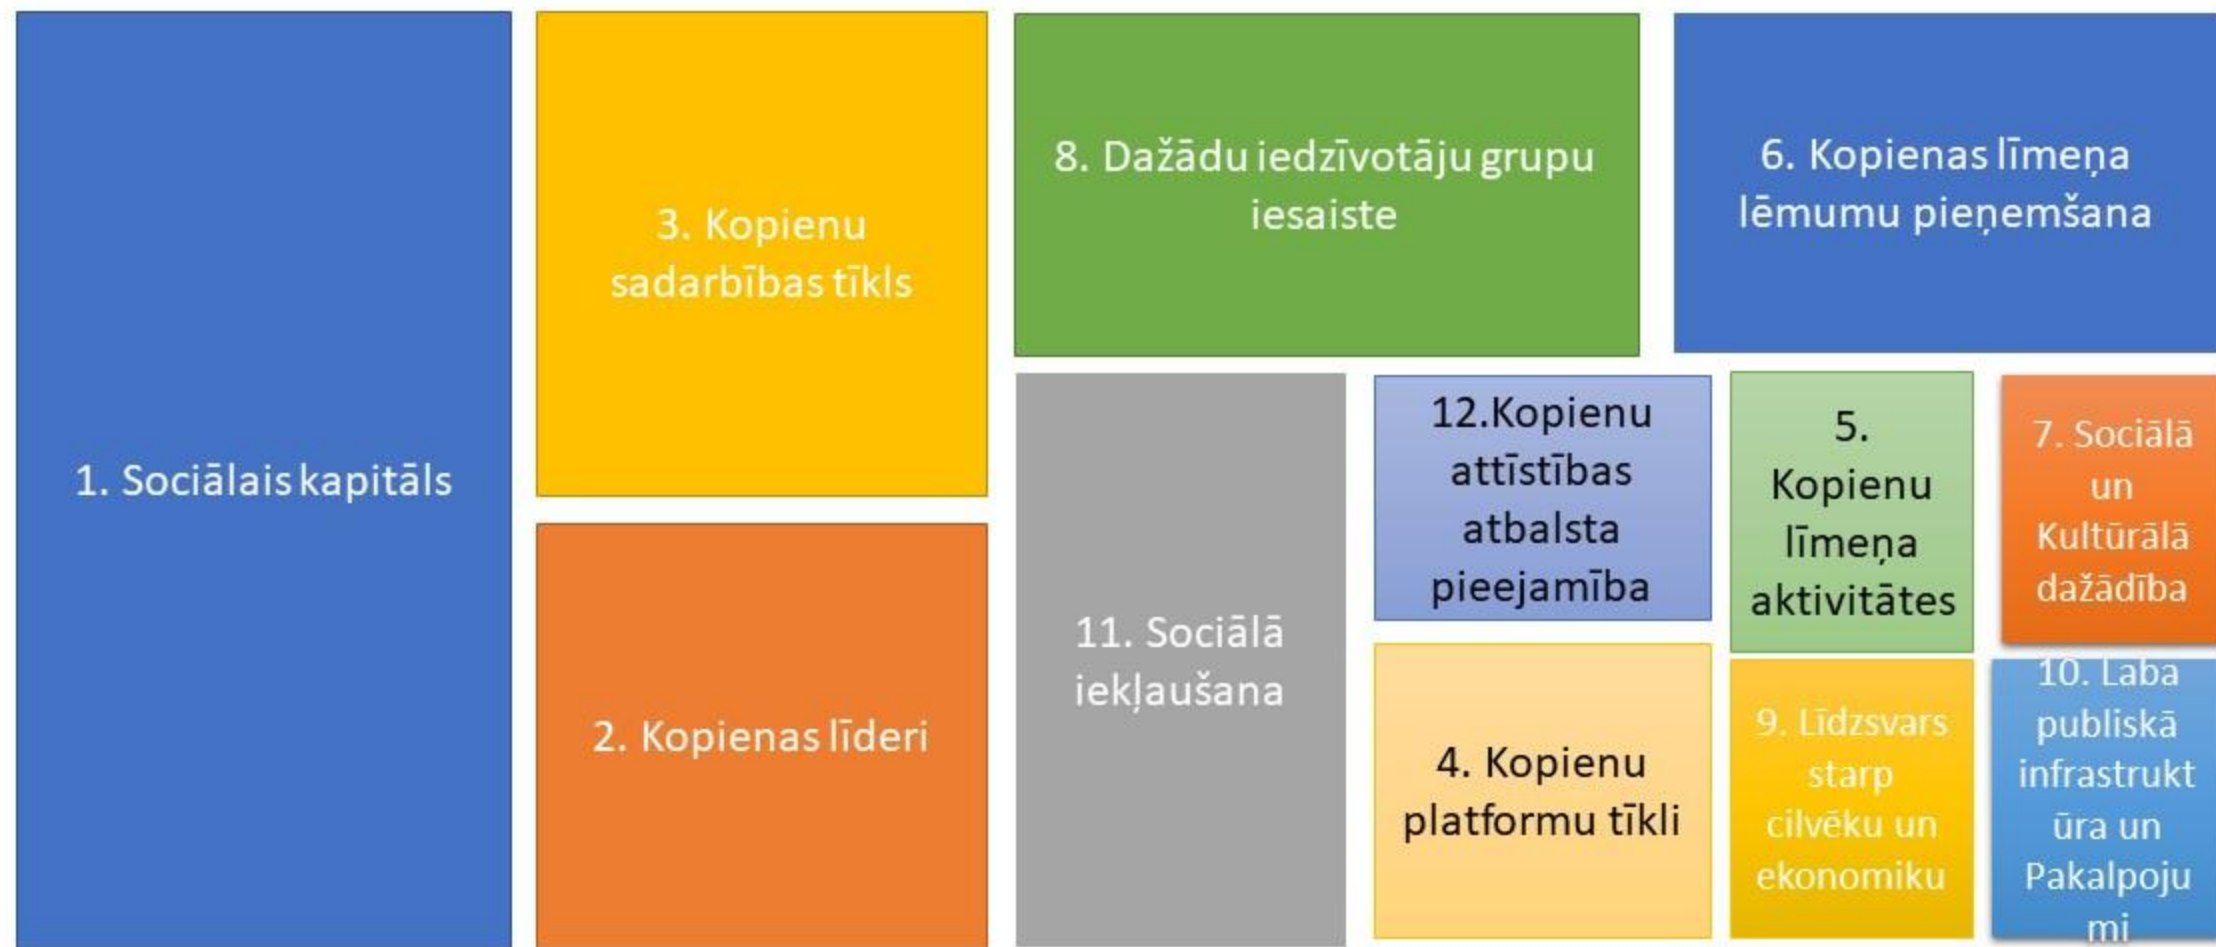 1. Sociālais kapitāls
3. Kopienu
sadarbības tīkls
2. Kopienas līderi
8. Dažādu iedzīvotāju grupu
iesaiste
6. Kopienas līmeņa
lēmumu pieņemšana
11. Sociālā
iekļaušana
12.Kopienu
attīstības
atbalsta
pieejamība
4. Kopienu
platformu tīkli
5.
Kopienu
līmeņa
aktivitātes
9. Līdzsvars
starp
cilvēku un
ekonomiku
7. Sociālā
un
Kultūrālā
dažādība
10. Laba
publiskā
infrastrukt
ūra un
Pakalpoju
mi